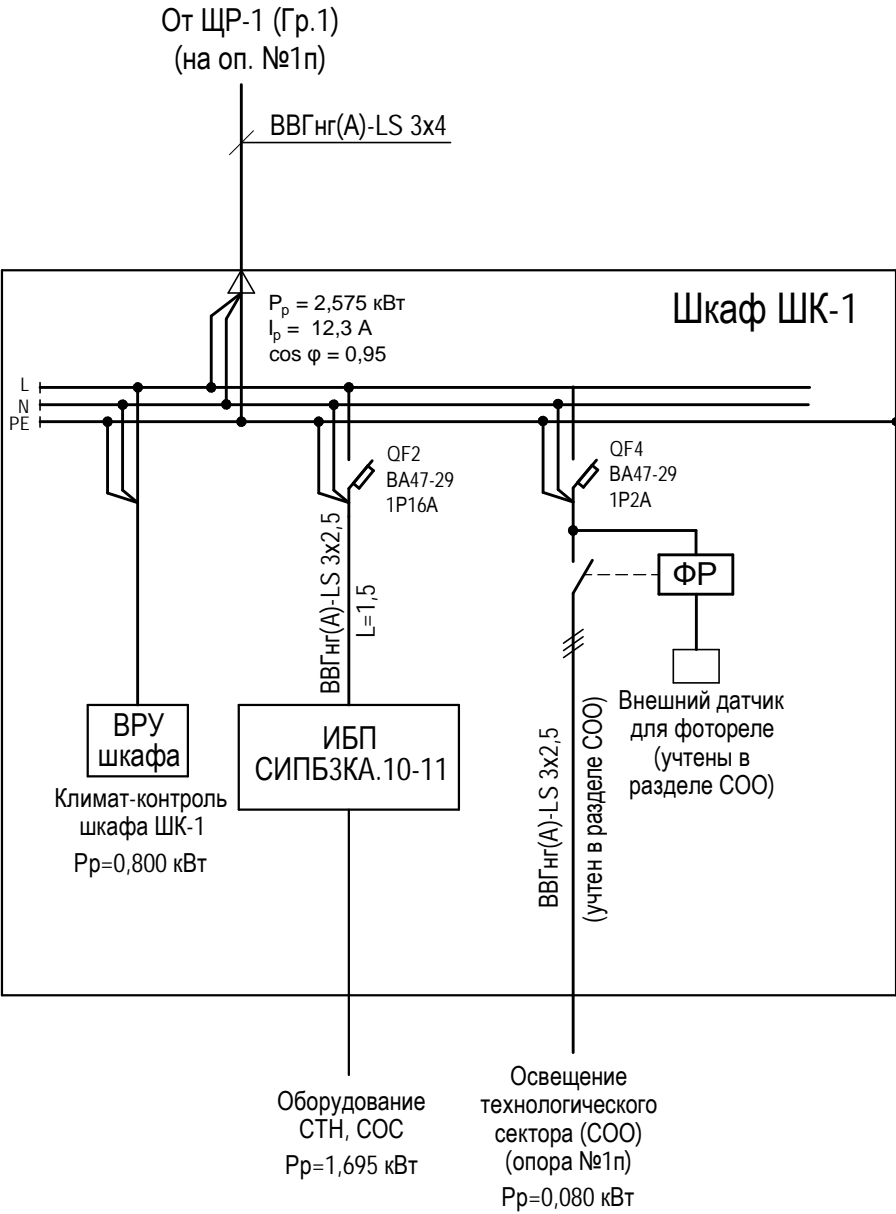 От ЩР-1 (Гр.1)
(на оп. №1п)
ВВГнг(А)-LS 3х4
Pр = 2,575 кВт
Iр = 12,3 А
cos φ = 0,95
Шкаф ШК-1
L
N
PE
QF2
ВА47-29
1Р16А
QF4
ВА47-29
1Р2А
ВВГнг(А)-LS 3х2,5
L=1,5
ФР
Внешний датчик
для фотореле
(учтены в
разделе СОО)
ВРУ
шкафа
Климат-контроль
шкафа ШК-1
Рр=0,800 кВт
ИБП
СИПБ3КА.10-11
ВВГнг(А)-LS 3х2,5
(учтен в разделе СОО)
Оборудование
СТН, СОС
Рр=1,695 кВт
Освещение
технологического
сектора (СОО)
(опора №1п)
Рр=0,080 кВт